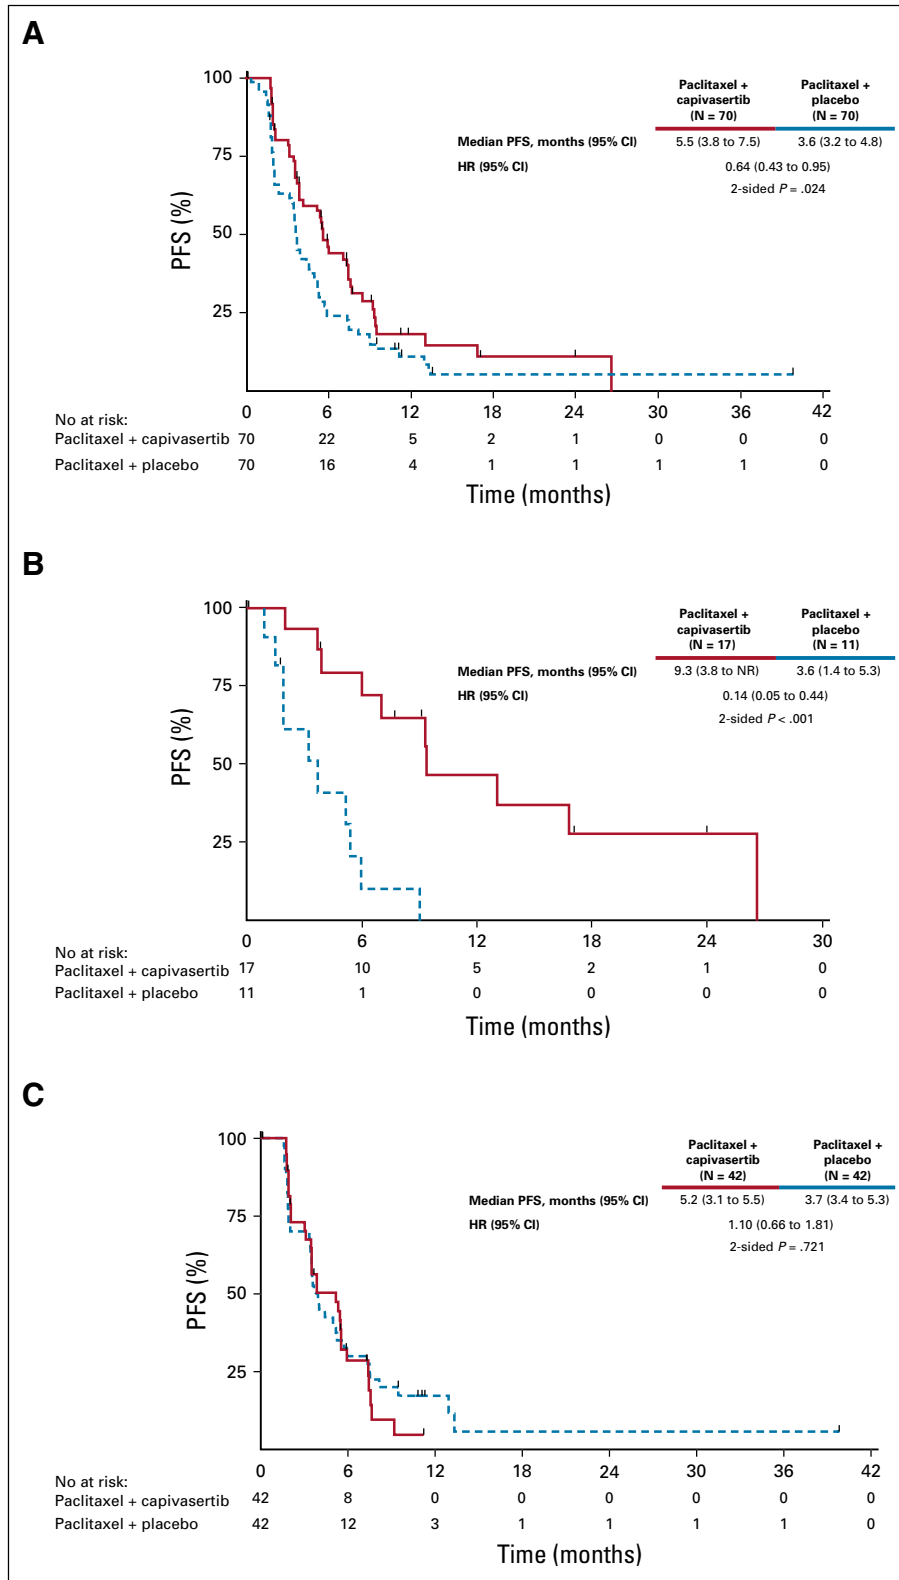 A
100
75
50
25
PFS (%)
Paclitaxel +
capivasertib
(N = 70)
Paclitaxel +
placebo
(N = 70)
Median PFS, months (95% CI) 5.5 (3.8 to 7.5) 3.6 (3.2 to 4.8)
HR (95% CI) 0.64 (0.43 to 0.95)
2-sided P = .024
0 6 12 18 24 30 36 42
No at risk:
Paclitaxel + capivasertib 70 22 5 2 1 0 0 0
Paclitaxel + placebo 70 16 4 1 1 1 1 0
Time (months)
B
100
75
50
25
PFS (%)
Paclitaxel +
capivasertib
(N = 17)
Paclitaxel +
placebo
(N = 11)
Median PFS, months (95% CI) 9.3 (3.8 to NR) 3.6 (1.4 to 5.3)
HR (95% CI) 0.14 (0.05 to 0.44)
2-sided P < .001
0 6 12 18 24 30
No at risk:
Paclitaxel + capivasertib 17 10 5 2 1 0
Paclitaxel + placebo 11 1 0 0 0 0
Time (months)
C
100
75
50
25
PFS (%)
Paclitaxel +
capivasertib
(N = 42)
Paclitaxel +
placebo
(N = 42)
Median PFS, months (95% CI) 5.2 (3.1 to 5.5) 3.7 (3.4 to 5.3)
HR (95% CI) 1.10 (0.66 to 1.81)
2-sided P = .721
0 6 12 18 24 30 36 42
No at risk:
Paclitaxel + capivasertib 42 8 0 0 0 0 0 0
Paclitaxel + placebo 42 12 3 1 1 1 1 0
Time (months)